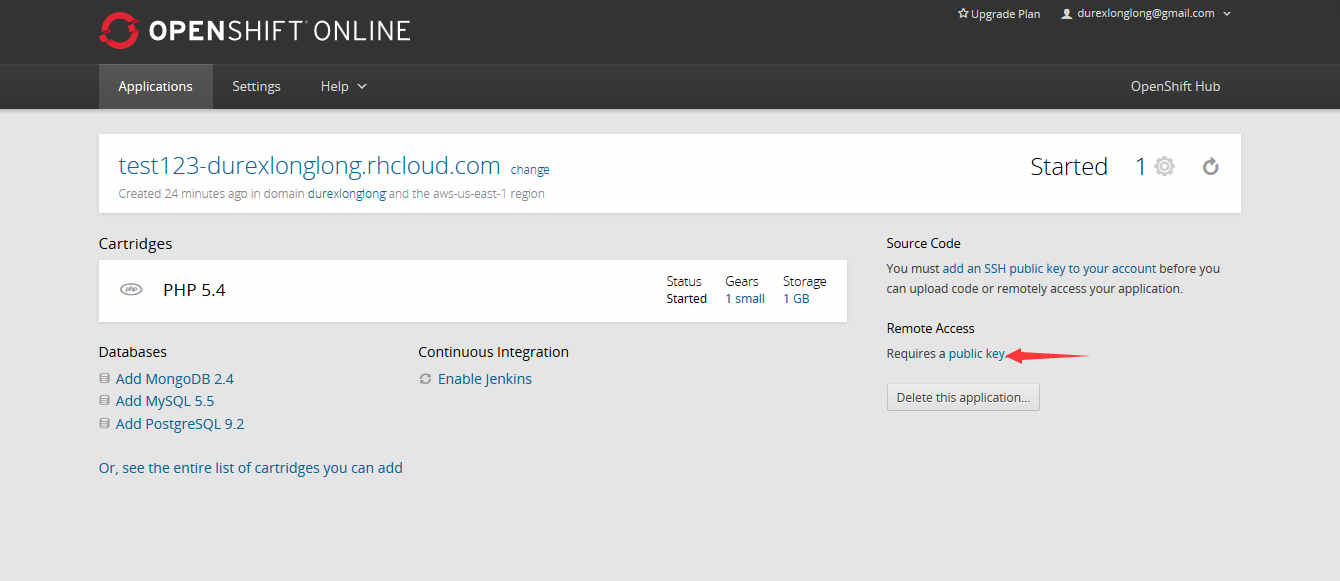 OPENSHIFT ONLINE
Upgrade Plan
durexlonglong@gmail.com
Applications
Settings
Help
OpenShift Hub
test123-durexlonglong.rhcloud.com change
Started 1
Created 24 minutes ago in domain durexlonglong and the aws-us-east-1 region
Cartridges
php
PHP 5.4
Status Gears Storage
Started 1 small 1 GB
Databases
Add MongoDB 2.4
Add MySQL 5.5
Add PostgreSQL 9.2
Continuous Integration
Enable Jenkins
Or, see the entire list of cartridges you can add
Source Code
You must add an SSH public key to your account before you
can upload code or remotely access your application.
Remote Access
Requires a public key.
Delete this application...